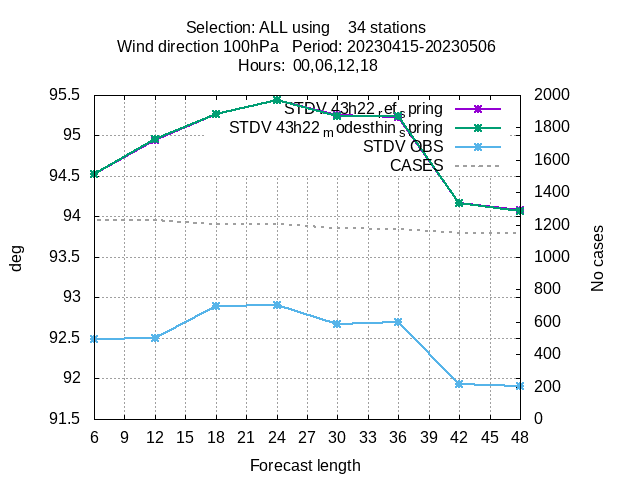 Selection: ALL using    34 stations
Wind direction 100hPa   Period: 20230415-20230506
Hours:  00,06,12,18
95.5
95
94.5
94
93.5
93
92.5
92
91.5
deg
STDV 43h22_ref_spring
STDV 43h22_modesthin_spring
STDV OBS
CASES
2000
1800
1600
1400
1200
1000
800
600
400
200
0
No cases
6 9 12 15 18 21 24 27 30 33 36 39 42 45 48
Forecast length